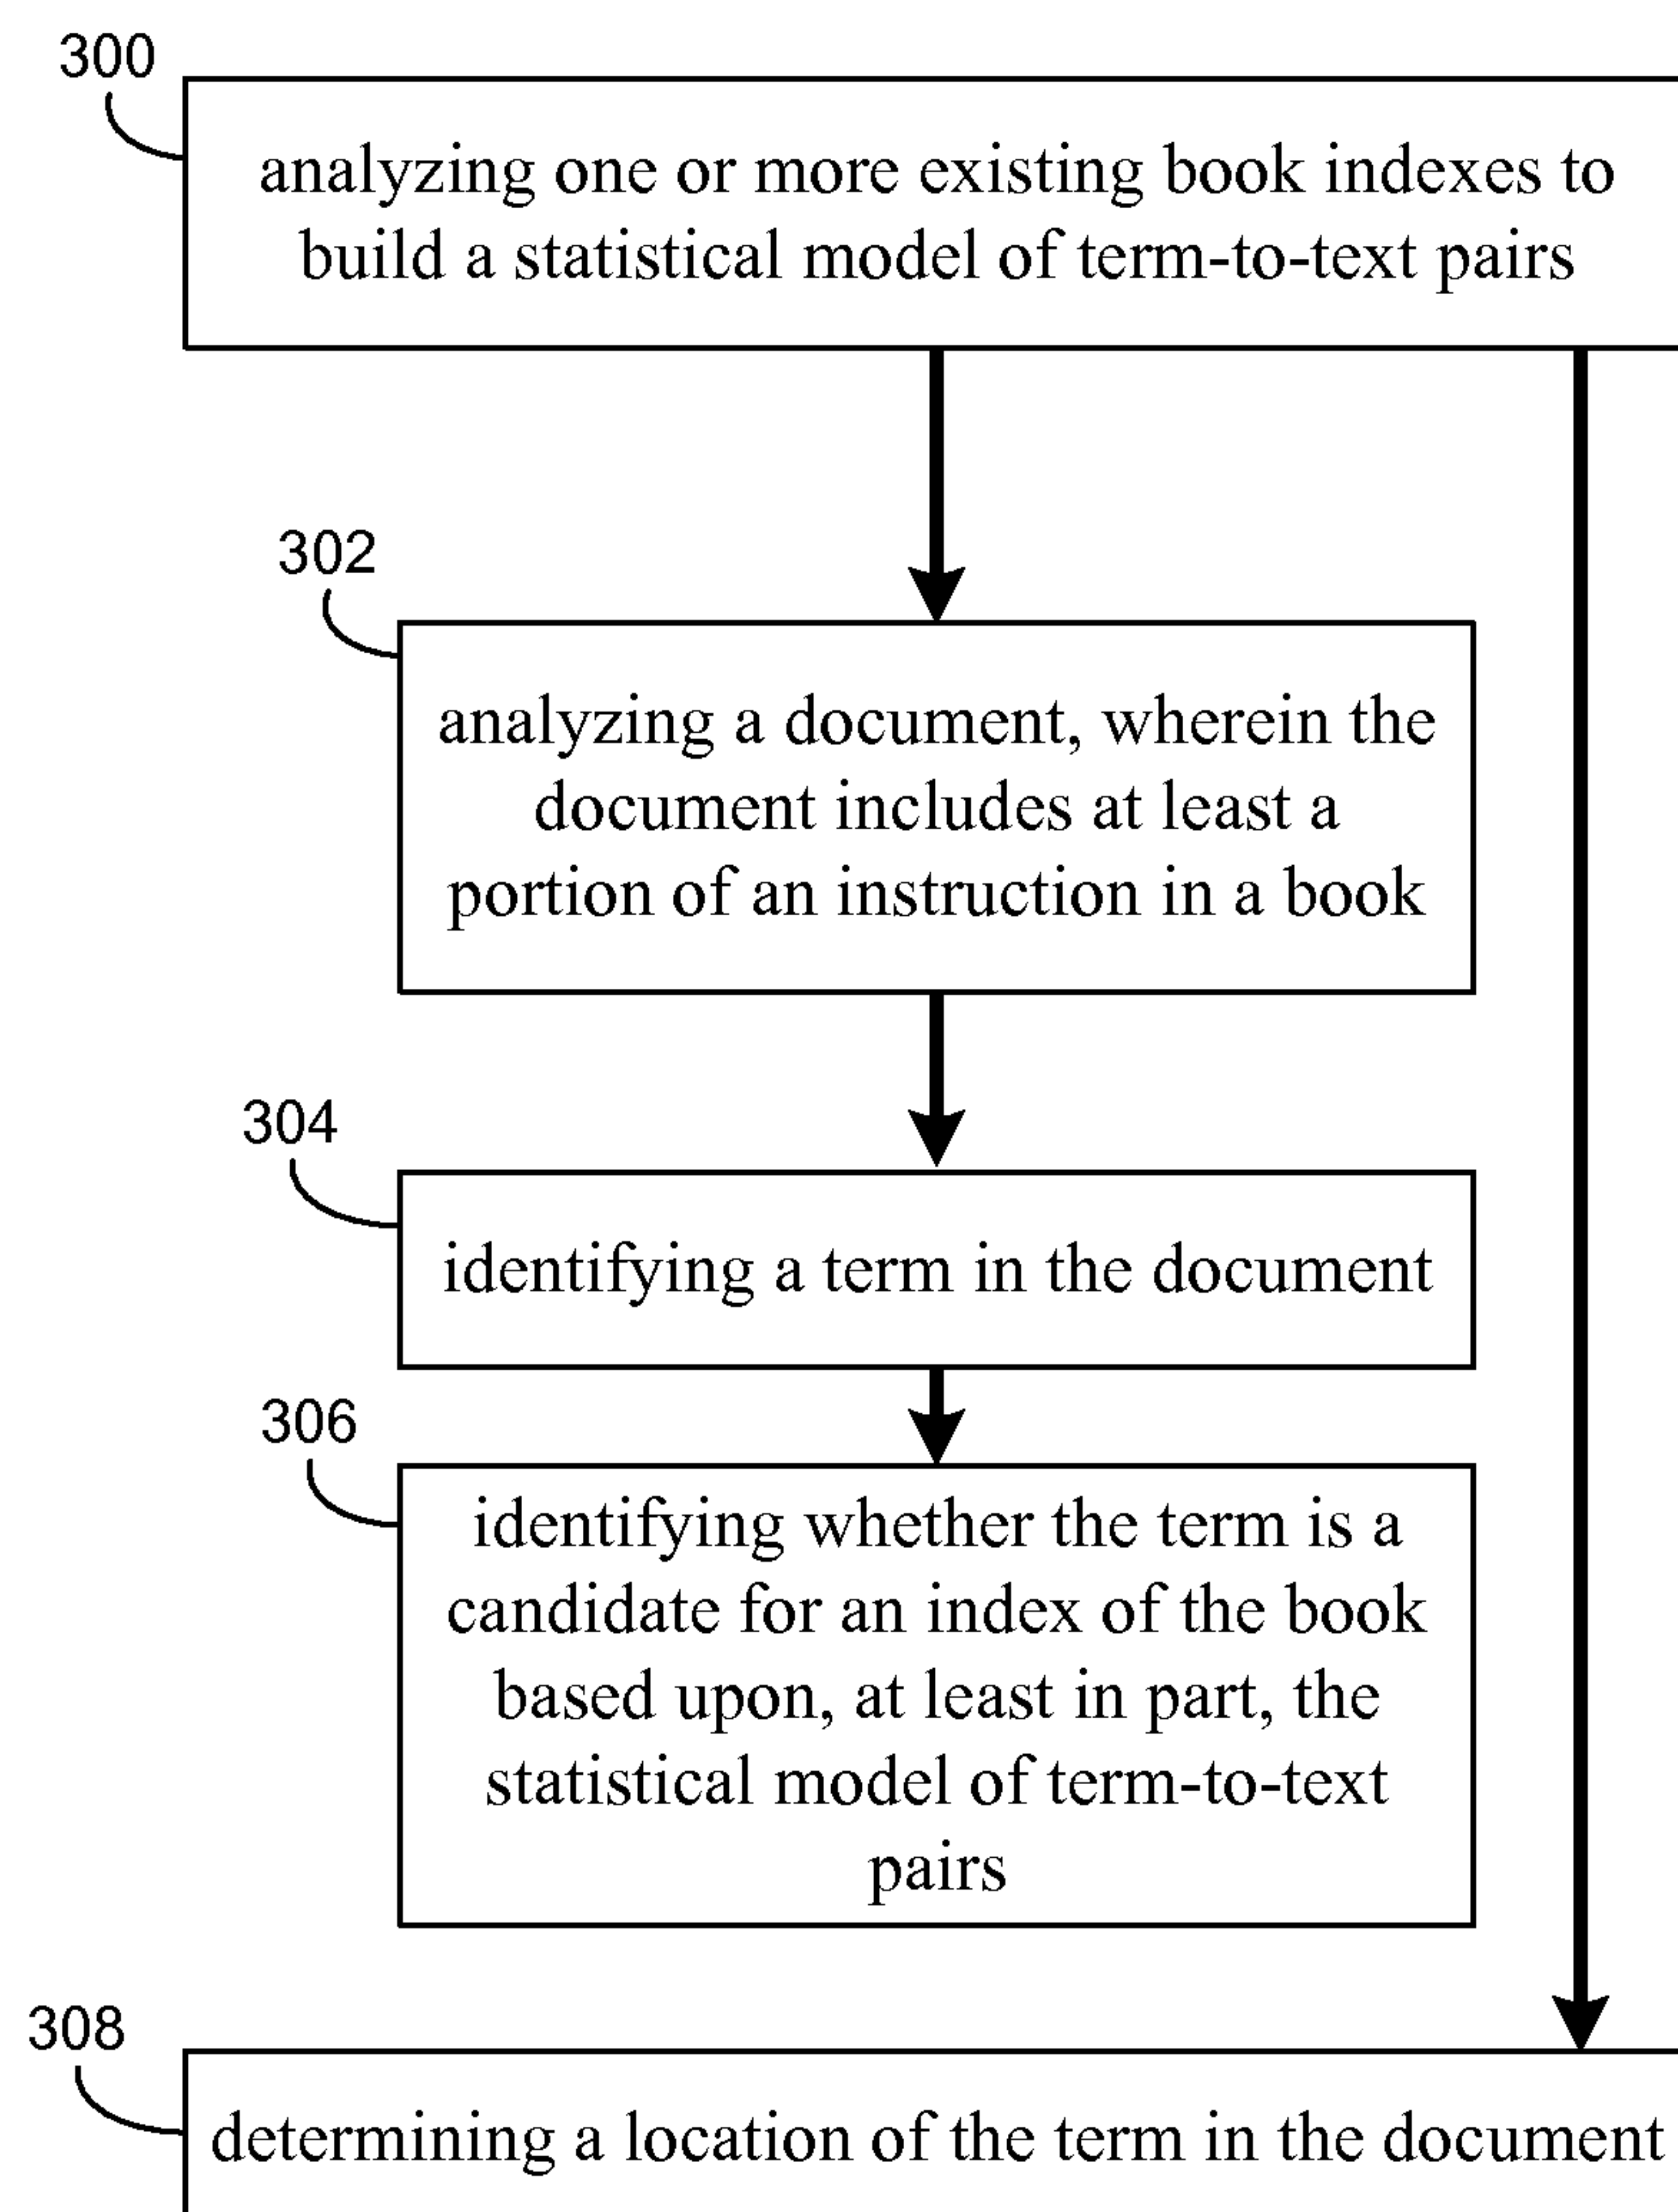 300
analyzing one or more existing book indexes to
build a statistical model of term-to-text pairs
302
analyzing a document, wherein the
document includes at least a
portion of an instruction in a book
304
identifying a term in the document
306
identifying whether the term is a
candidate for an index of the book
based upon, at least in part, the
statistical model of term-to-text
pairs
308
determining a location of the term in the document